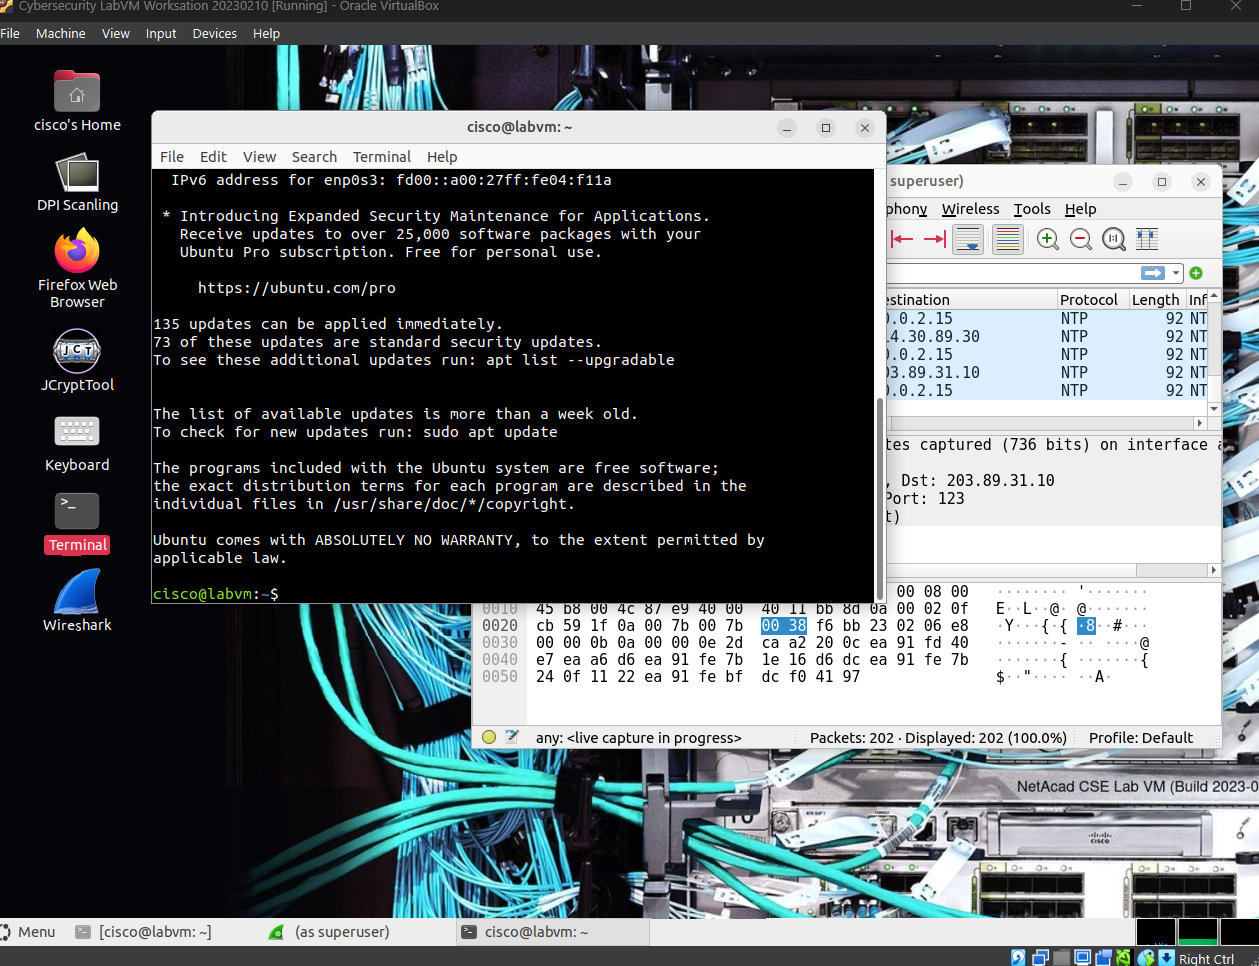 Cybersecurity LabVM Worksation 20230210 [Running] - Oracle VirtualBox
File Machine View Input Devices Help
cisco's Home
DPI Scanling
Firefox Web
Browser
JCT
JCryptTool
Keyboard
>_
Terminal
Wireshark
cisco@labvm: ~
File Edit View Search Terminal Help
IPv6 address for enp0s3: fd00::a00:27ff:fe04:f11a
* Introducing Expanded Security Maintenance for Applications.
Receive updates to over 25,000 software packages with your
Ubuntu Pro subscription. Free for personal use.
https://ubuntu.com/pro
135 updates can be applied immediately.
73 of these updates are standard security updates.
To see these additional updates run: apt list --upgradable
The list of available updates is more than a week old.
To check for new updates run: sudo apt update
The programs included with the Ubuntu system are free software;
the exact distribution terms for each program are described in the
individual files in /usr/share/doc/*/copyright.
Ubuntu comes with ABSOLUTELY NO WARRANTY, to the extent permitted by
applicable law.
cisco@labvm:~$
superuser)
phony Wireless Tools Help
estination Protocol Length Inf
0.0.2.15 NTP 92 NT
4.30.89.30 NTP 92 NT
0.0.2.15 NTP 92 NT
03.89.31.10 NTP 92 NT
0.0.2.15 NTP 92 NT
tes captured (736 bits) on interface a
, Dst: 203.89.31.10
Port: 123
t)
00 08 00 ········ '·······
0010 45 b8 00 4c 87 e9 40 00 40 11 bb 8d 0a 00 02 0f E··L··@· @·······
0020 cb 59 1f 0a 00 7b 00 7b 00 38 f6 bb 23 02 06 e8 ·Y···{·{ ·8··#···
0030 00 00 0b 0a 00 00 0e 2d ca a2 20 0c ea 91 fd 40 ·······- ·· ····@
0040 e7 ea a6 d6 ea 91 fe 7b 1e 16 d6 dc ea 91 fe 7b ·······{ ·······{
0050 24 0f 11 22 ea 91 fe bf dc f0 41 97 $··"···· ··A·
any: <live capture in progress> Packets: 202 · Displayed: 202 (100.0%) Profile: Default
NetAcad CSE Lab VM (Build 2023-0
cisco
Menu [cisco@labvm: ~] (as superuser) cisco@labvm: ~
Right Ctrl